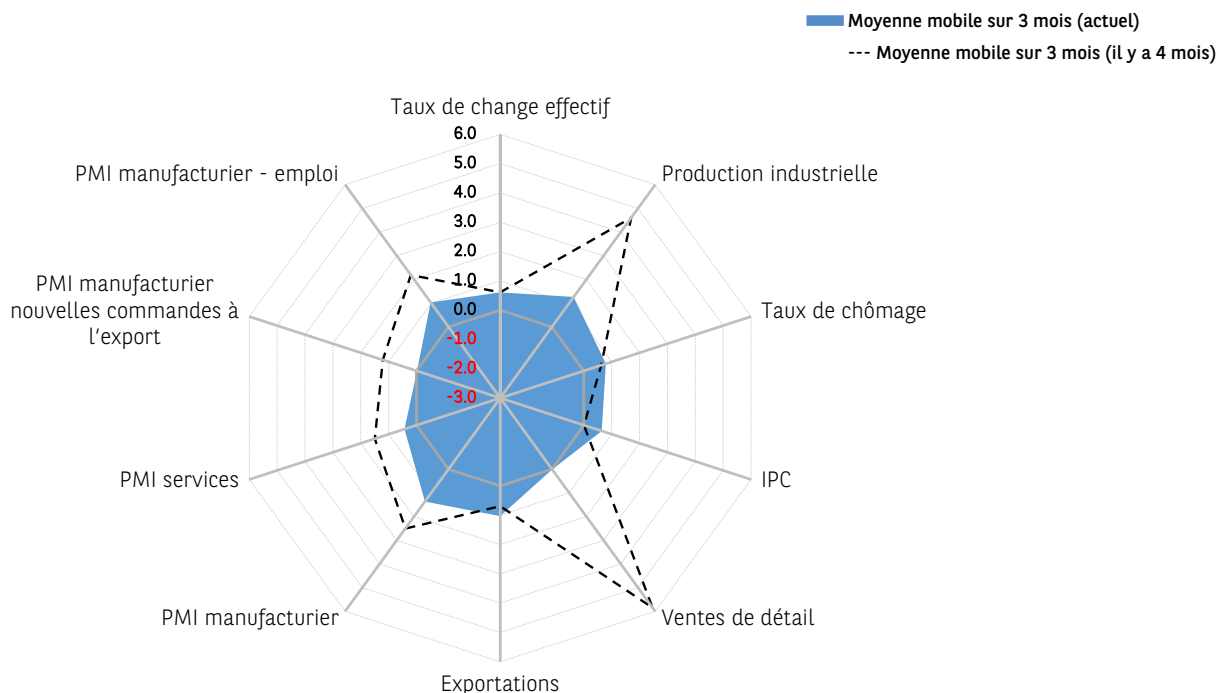 Moyenne mobile sur 3 mois (actuel)
--- Moyenne mobile sur 3 mois (il y a 4 mois)
Taux de change effectif
6.0
5.0
4.0
3.0
2.0
1.0
0.0
-1.0
-2.0
-3.0
Production industrielle
Taux de chômage
IPC
Ventes de détail
Exportations
PMI manufacturier
PMI services
PMI manufacturier
nouvelles commandes à
l'export
PMI manufacturier - emploi